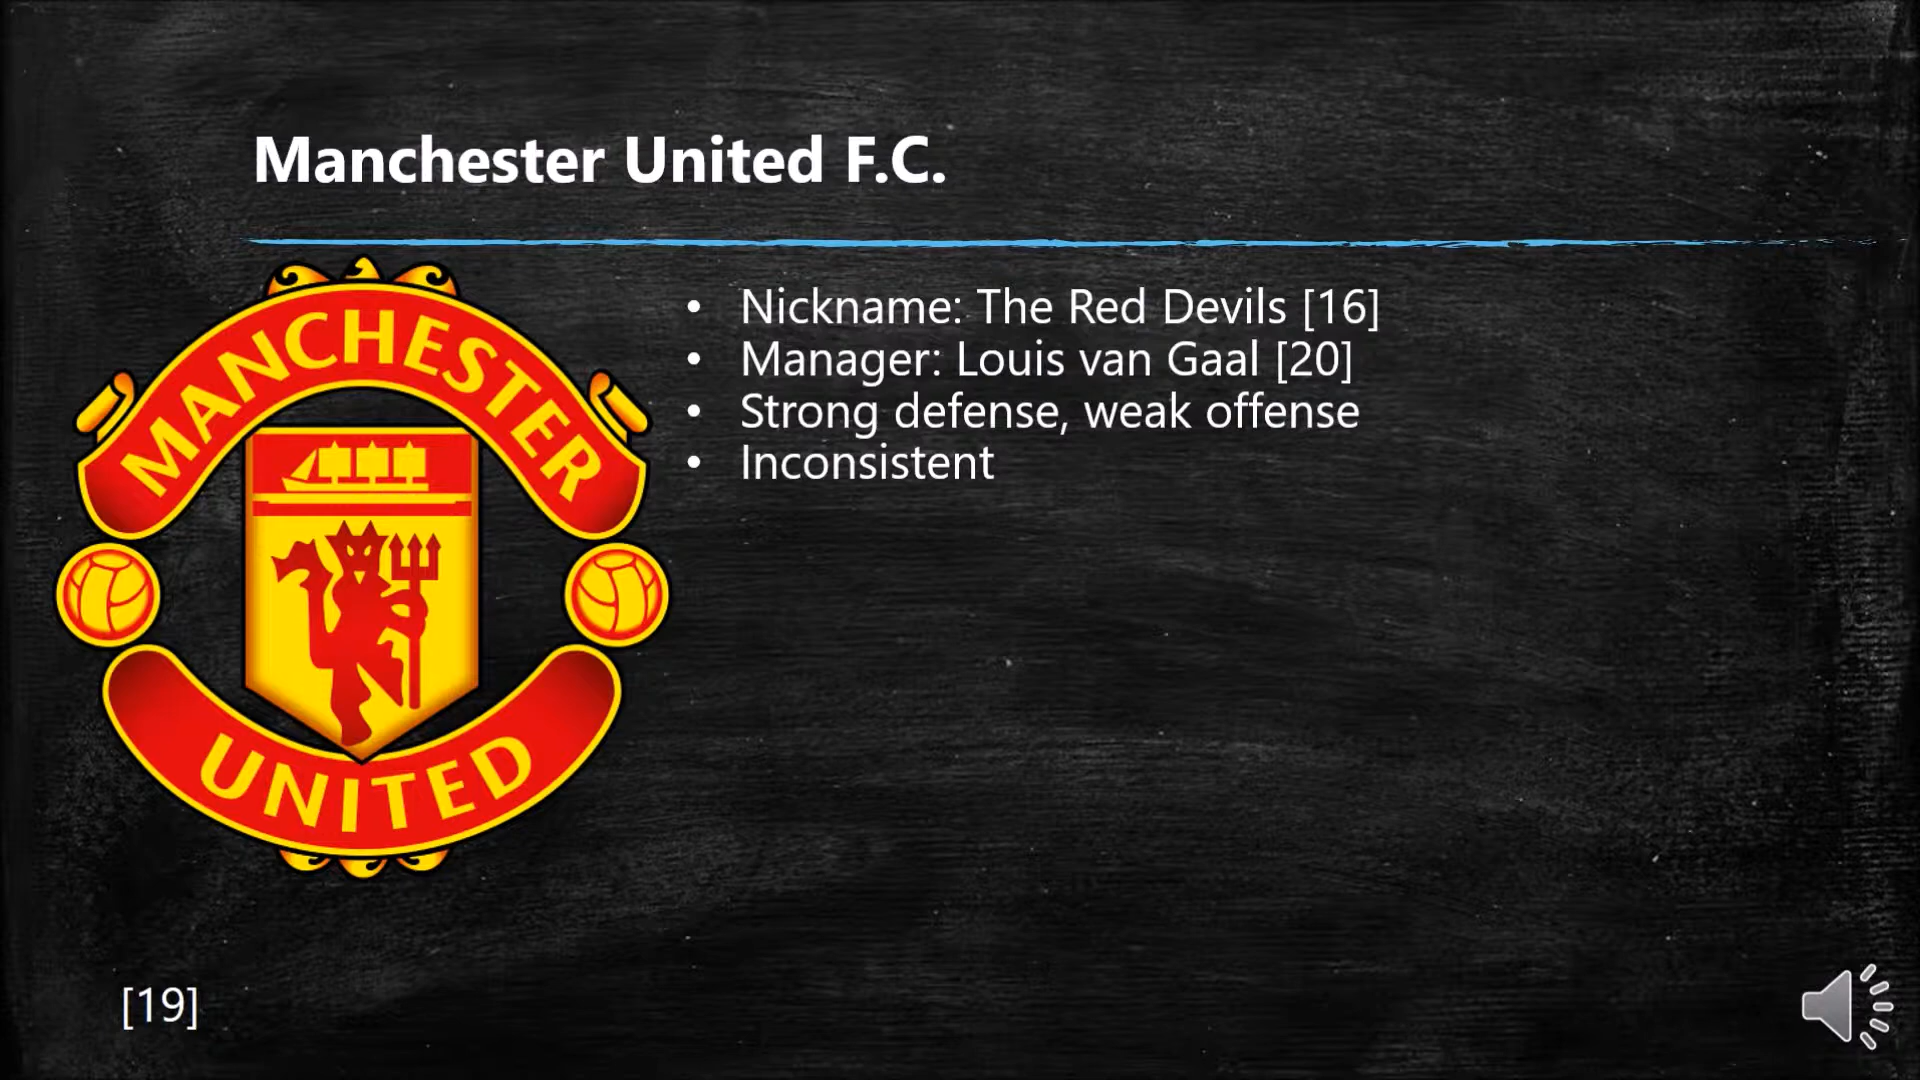 Manchester United F.C.
MANCHESTER
UNITED
• Nickname: The Red Devils [16]
• Manager: Louis van Gaal [20]
• Strong defense, weak offense
• Inconsistent
[19]